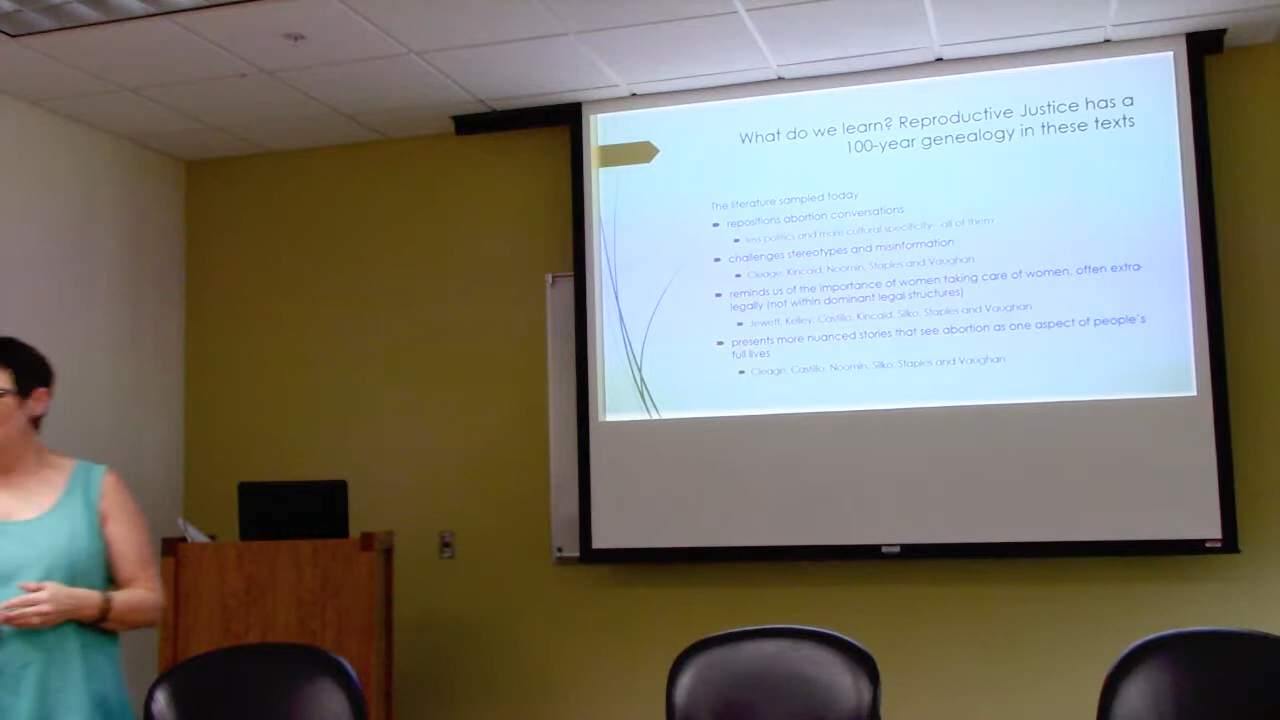 What do we learn? Reproductive Justice has a
100-year genealogy in these texts
The literature sampled today
repositions abortion conversations
less politics and more cultural specificity--all of them
challenges stereotypes and misinformation
Cleage, Kincaid, Noomin, Staples and Vaughan
reminds us of the importance of women taking care of women, often extra-
legally (not within dominant legal structures)
Jewett, Kelley, Castillo, Kincaid, Silko, Staples and Vaughan
presents more nuanced stories that see abortion as one aspect of people's
full lives
Cleage, Castillo, Noomin, Silko, Staples and Vaughan